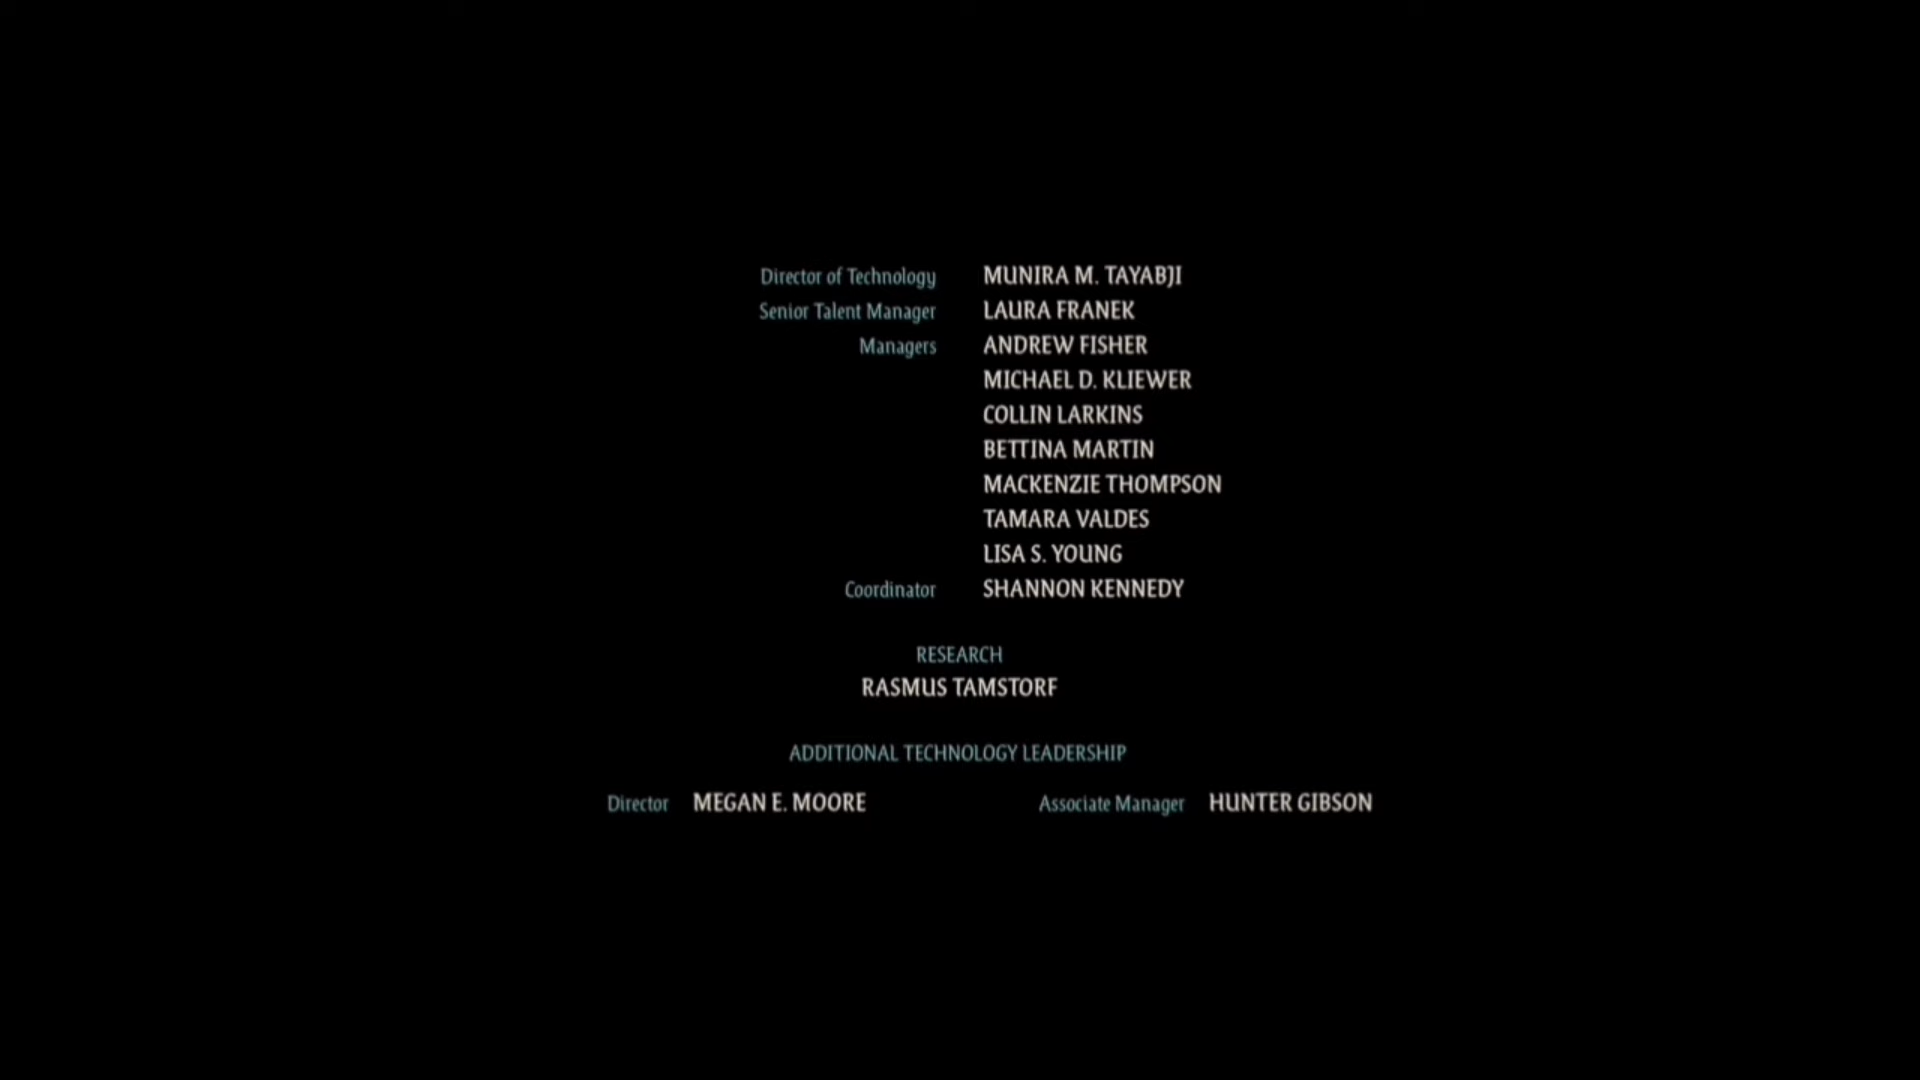 Director of Technology MUNIRA M. TAYABJI
Senior Talent Manager LAURA FRANEK
Managers ANDREW FISHER
MICHAEL D. KLIEWER
COLLIN LARKINS
BETTINA MARTIN
MACKENZIE THOMPSON
TAMARA VALDES
LISA S. YOUNG
Coordinator SHANNON KENNEDY
RESEARCH
RASMUS TAMSTORF
ADDITIONAL TECHNOLOGY LEADERSHIP
Director MEGAN E. MOORE Associate Manager HUNTER GIBSON